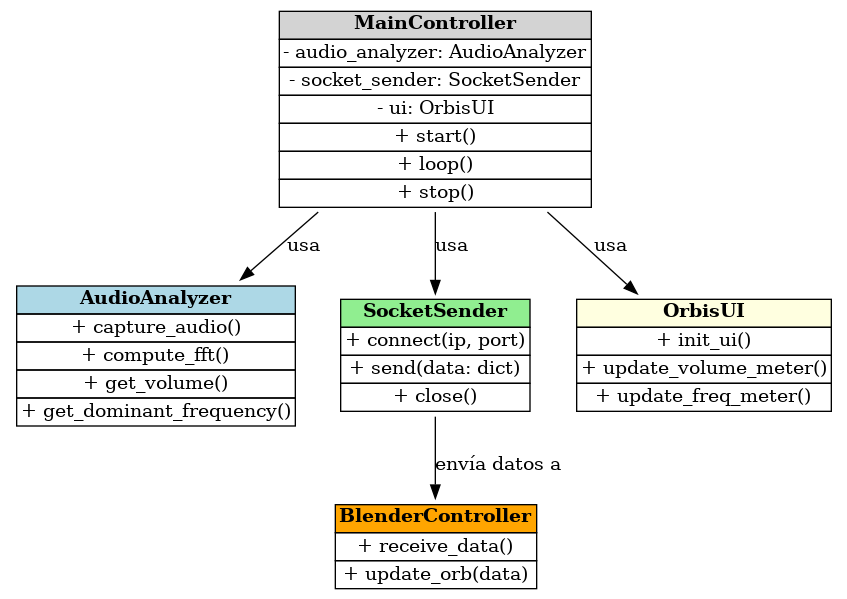 MainController
- audio_analyzer: AudioAnalyzer
- socket_sender: SocketSender
- ui: OrbisUI
+ start()
+ loop()
+ stop()
usa
usa
usa
AudioAnalyzer
+ capture_audio()
+ compute_fft()
+ get_volume()
+ get_dominant_frequency()
SocketSender
+ connect(ip, port)
+ send(data: dict)
+ close()
OrbisUI
+ init_ui()
+ update_volume_meter()
+ update_freq_meter()
envía datos a
BlenderController
+ receive_data()
+ update_orb(data)